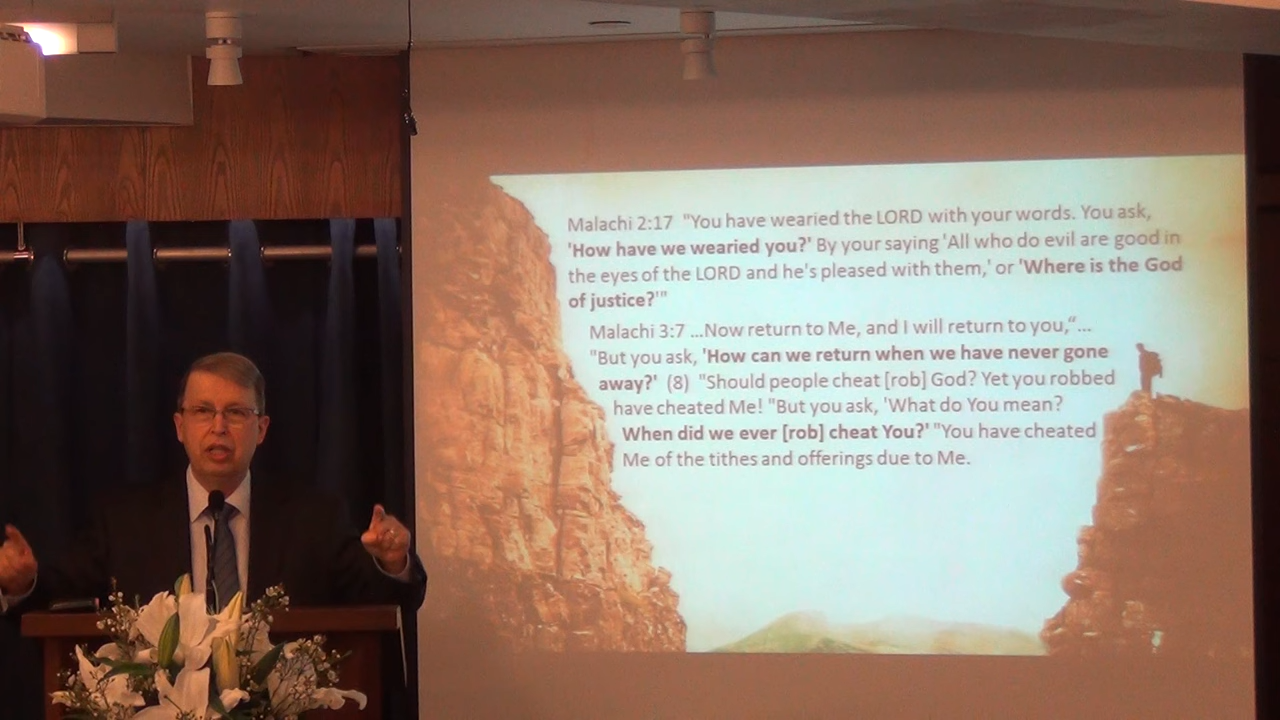 Malachi 2:17 "You have wearied the LORD with your words. You ask,
'How have we wearied you?' By your saying 'All who do evil are good in
the eyes of the LORD and he's pleased with them,' or 'Where is the God
of justice?'"
Malachi 3:7 ...Now return to Me, and I will return to you,“...
"But you ask, 'How can we return when we have never gone
away?' (8) "Should people cheat [rob] God? Yet you robbed
have cheated Me! "But you ask, 'What do You mean?
When did we ever [rob] cheat You?' "You have cheated
Me of the tithes and offerings due to Me.